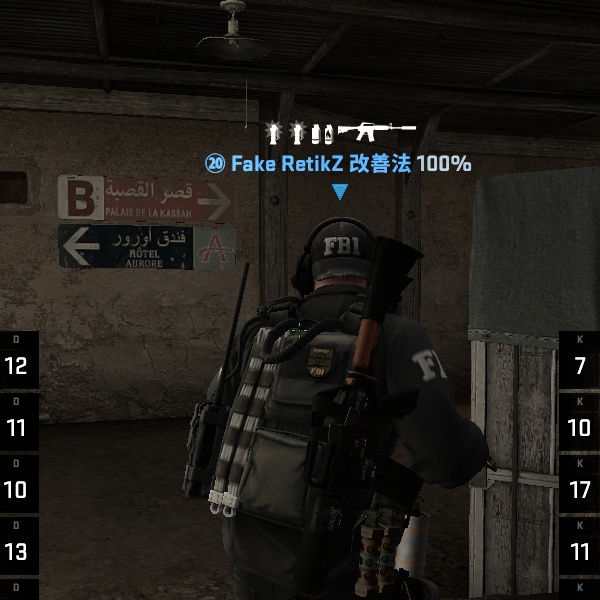 ⑳ Fake RetikZ 改善法 100%
B قصر القصبة
PALAIS DE LA KASBAH
فندق أورور A
HÔTEL
AURORE
FBI
FBI
F
D
12
D
11
D
10
D
13
D
K
7
K
10
K
17
K
11
K